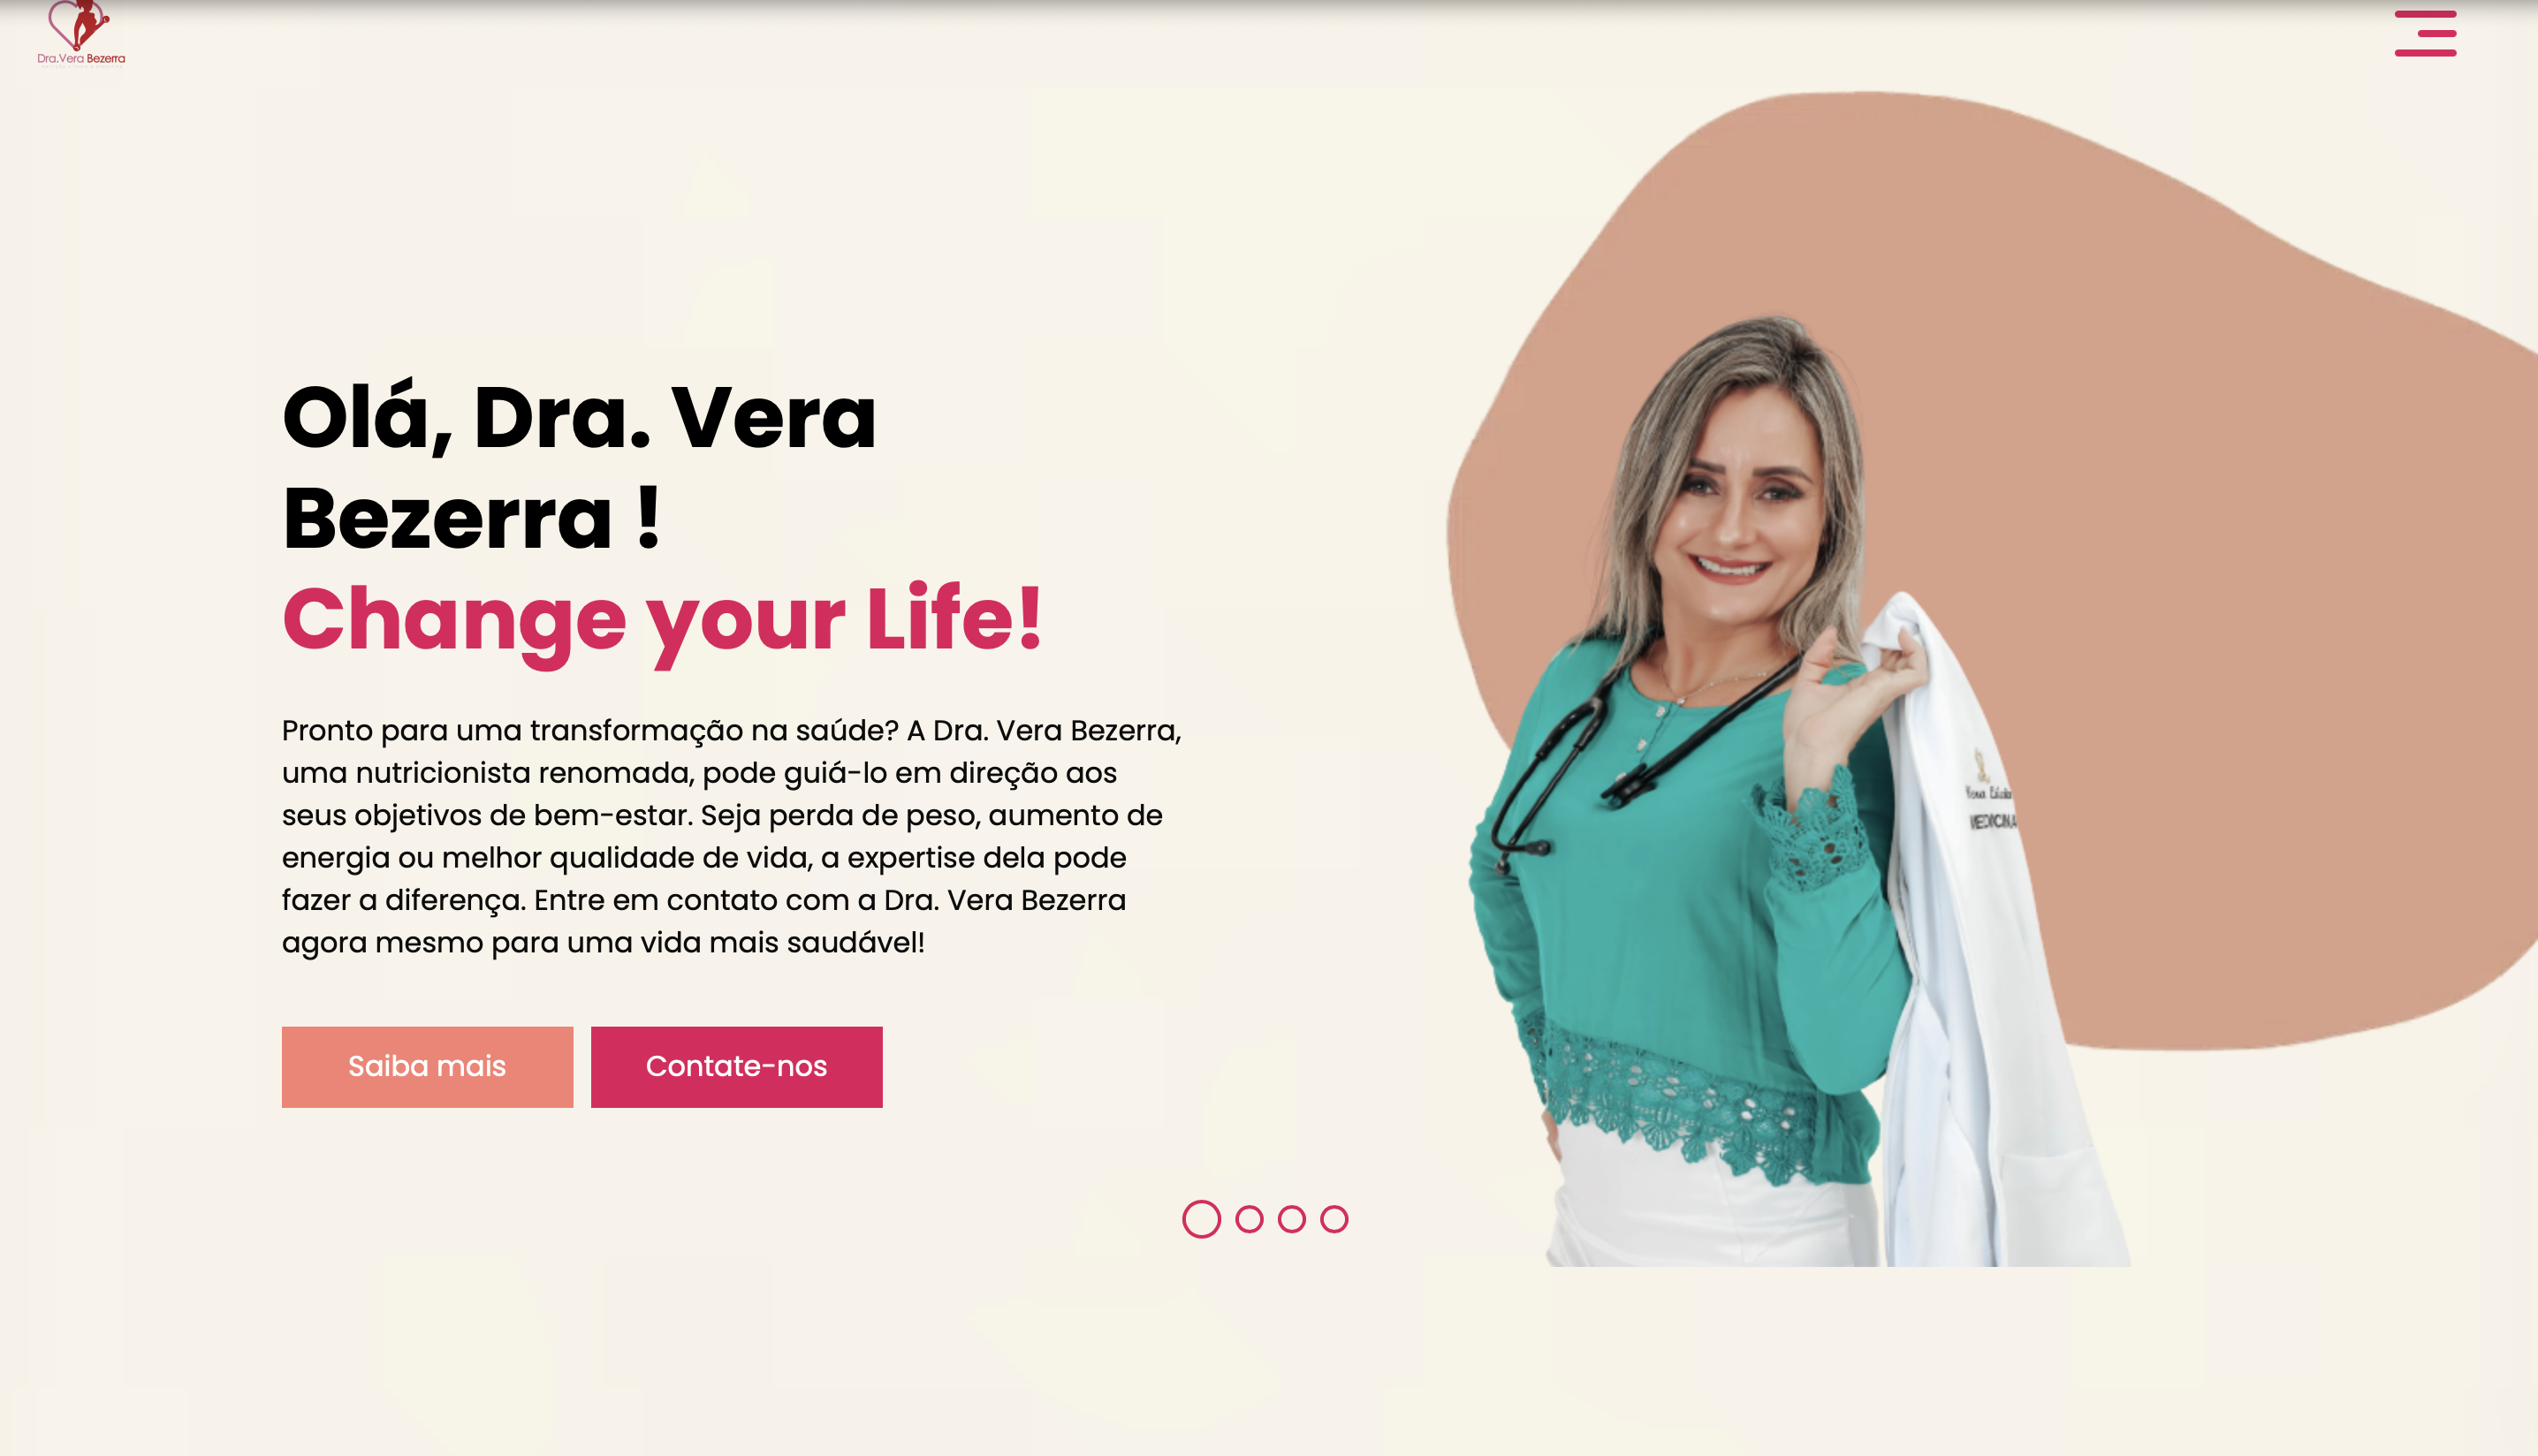 Dra.Vera Bezerra
Olá, Dra. Vera
Bezerra !
Change your Life!
Pronto para uma transformação na saúde? A Dra. Vera Bezerra,
uma nutricionista renomada, pode guiá-lo em direção aos
seus objetivos de bem-estar. Seja perda de peso, aumento de
energia ou melhor qualidade de vida, a expertise dela pode
fazer a diferença. Entre em contato com a Dra. Vera Bezerra
agora mesmo para uma vida mais saudável!
Saiba mais
Contate-nos
MEDICINA